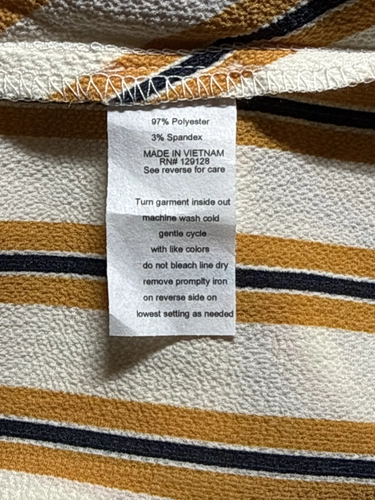 97% Polyester
3% Spandex
MADE IN VIETNAM
RN# 129128
See reverse for care
Turn garment inside out
machine wash cold
gentle cycle
with like colors
do not bleach line dry
remove promplty iron
on reverse side on
lowest setting as needed